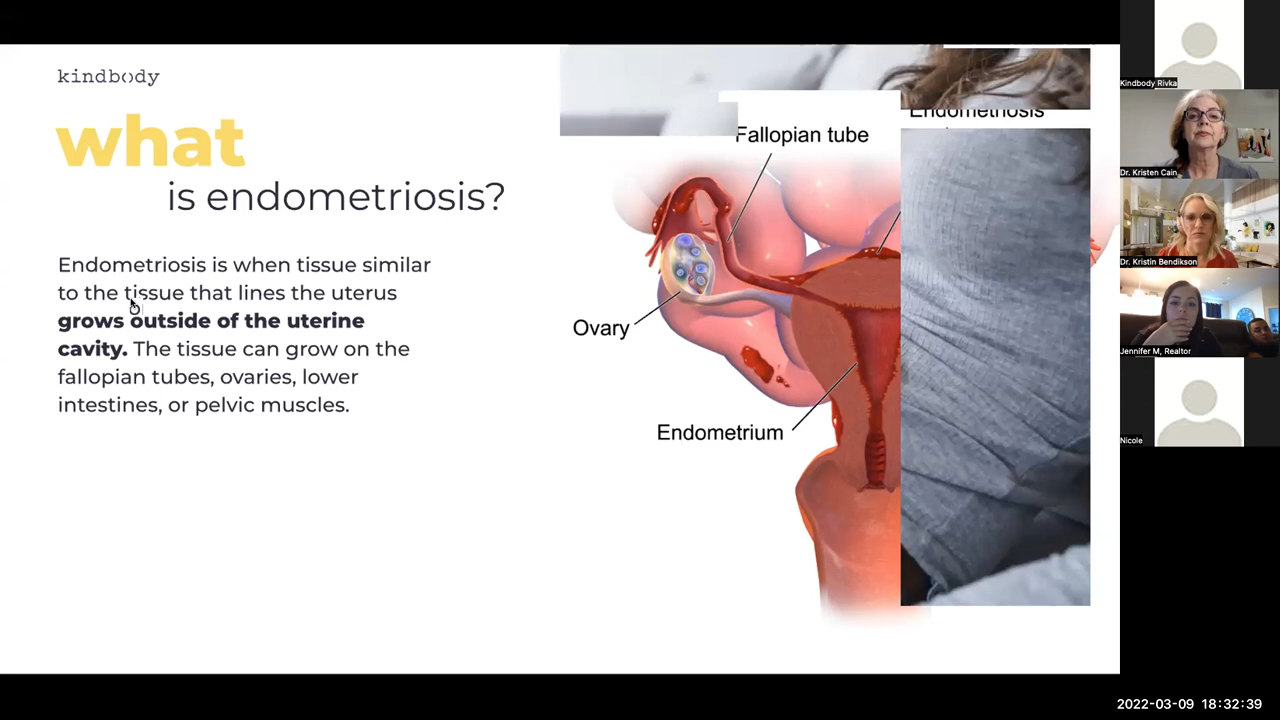 kindbody
what
is endometriosis?
Endometriosis is when tissue similar
to the tissue that lines the uterus
grows outside of the uterine
cavity. The tissue can grow on the
fallopian tubes, ovaries, lower
intestines, or pelvic muscles.
Endometriosis
Fallopian tube
Ovary
Endometrium
Kindbody Rivka
Dr. Kristen Cain
Dr. Kristin Bendikson
Jennifer M, Realtor
Nicole
2022-03-09 18:32:39